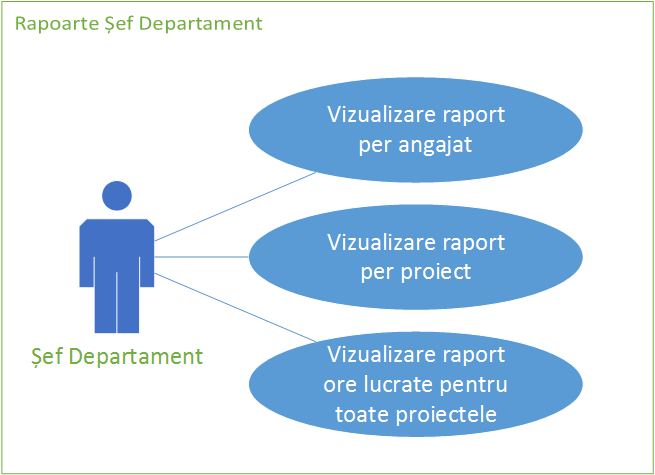 Rapoarte Șef Departament
Vizualizare raport
per angajat
Vizualizare raport
per proiect
Șef Departament
Vizualizare raport
ore lucrate pentru
toate proiectele